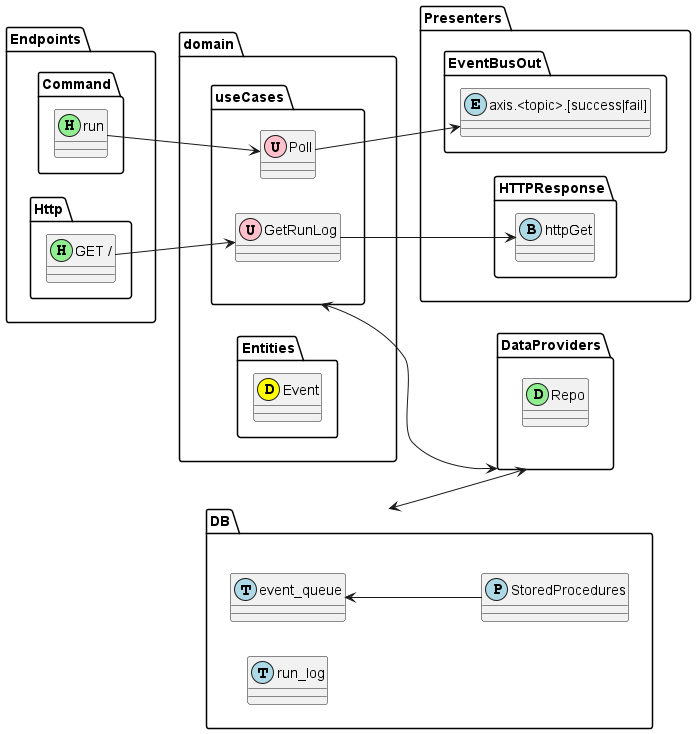 Endpoints
Command
H run
Http
H GET /
domain
useCases
U Poll
U GetRunLog
Entities
D Event
Presenters
EventBusOut
E axis.<topic>.[success|fail]
HTTPResponse
B httpGet
DataProviders
D Repo
DB
T event_queue
P StoredProcedures
T run_log